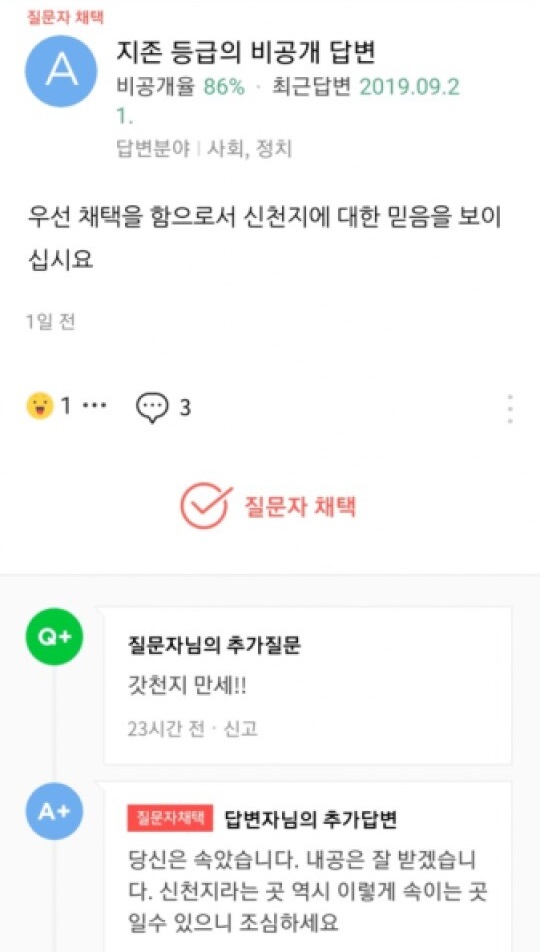 질문자 채택
A
지존 등급의 비공개 답변
비공개율 86% · 최근답변 2019.09.2
1.
답변분야 | 사회, 정치
우선 채택을 함으로서 신천지에 대한 믿음을 보이
십시요
1일 전
1 ··· 3
질문자 채택
Q+
질문자님의 추가질문
갓천지 만세!!
23시간 전 · 신고
A+
질문자채택 답변자님의 추가답변
당신은 속았습니다. 내공은 잘 받겠습니
다. 신천지라는 곳 역시 이렇게 속이는 곳
일수 있으니 조심하세요